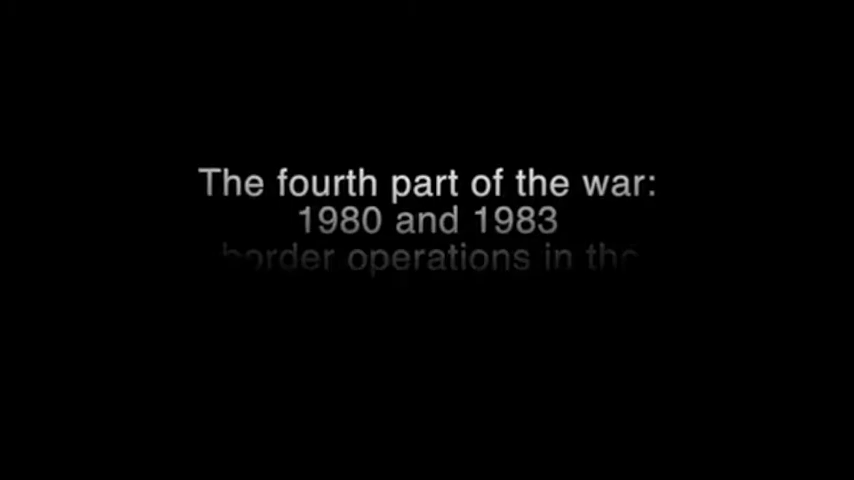 The fourth part of the war:
1980 and 1983
border operations in the